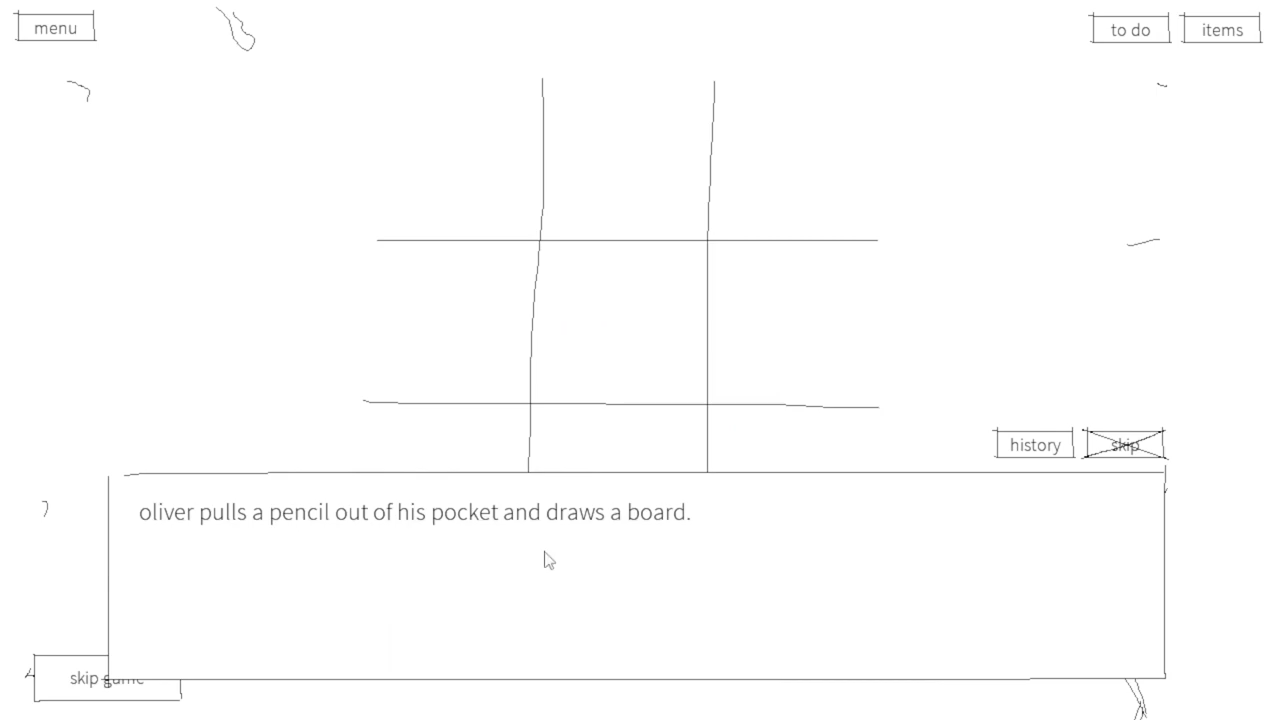 menu
to do
items
history
skip
oliver pulls a pencil out of his pocket and draws a board.
skip game